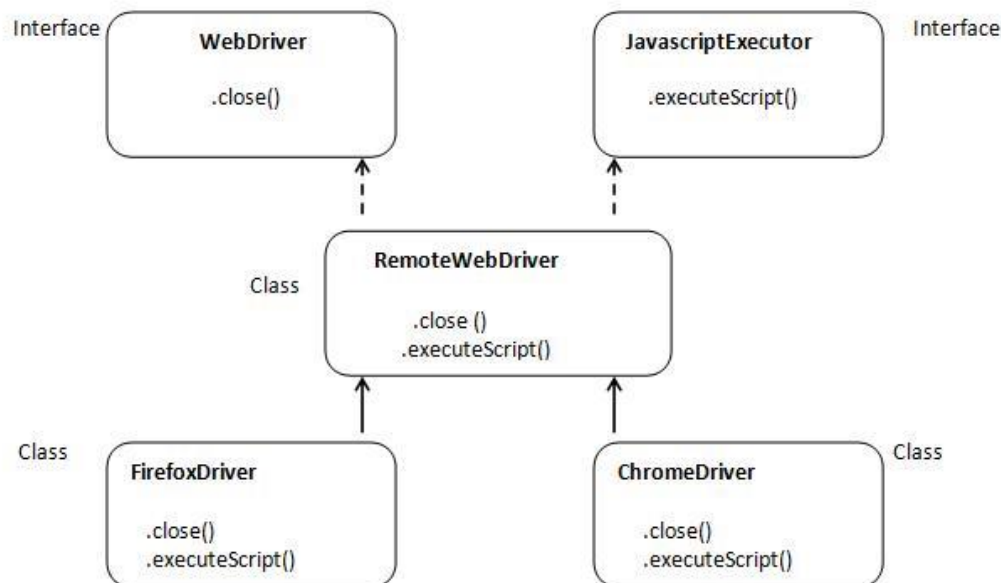 Interface
WebDriver
.close()
JavascriptExecutor
.executeScript()
Interface
Class
RemoteWebDriver
.close ()
.executeScript()
Class
FirefoxDriver
.close()
.executeScript()
ChromeDriver
.close()
.executeScript()
Class